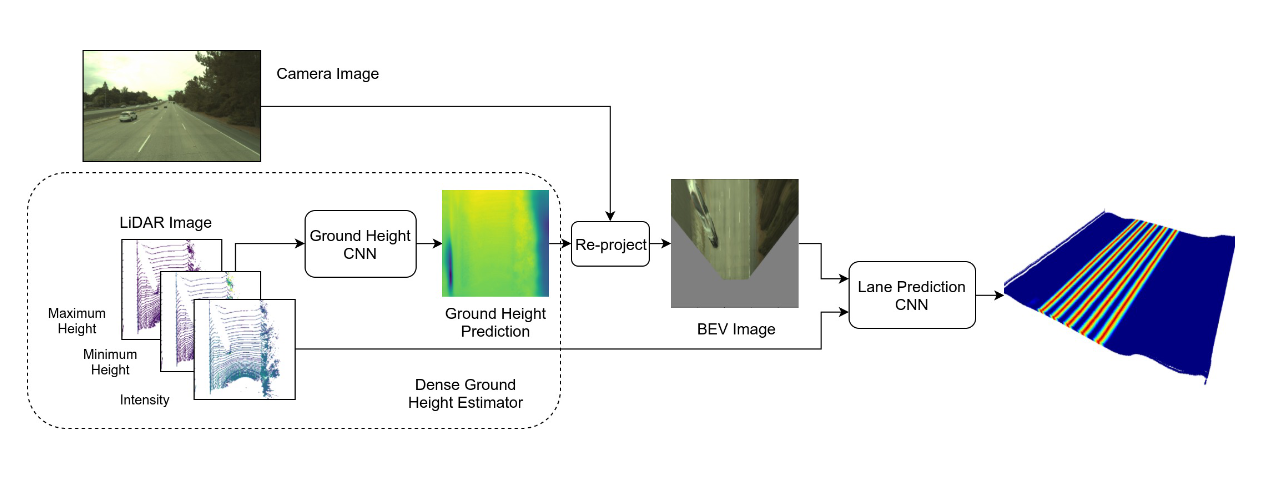 Camera Image
LiDAR Image
Maximum
Height
Minimum
Height
Intensity
Ground Height
CNN
Ground Height
Prediction
Dense Ground
Height Estimator
Re-project
BEV Image
Lane Prediction
CNN